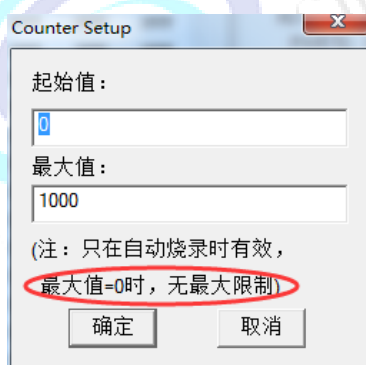 Counter Setup
起始值：
0
最大值：
1000
(注：只在自动烧录时有效，
最大值=0时，无最大限制)
确定
取消